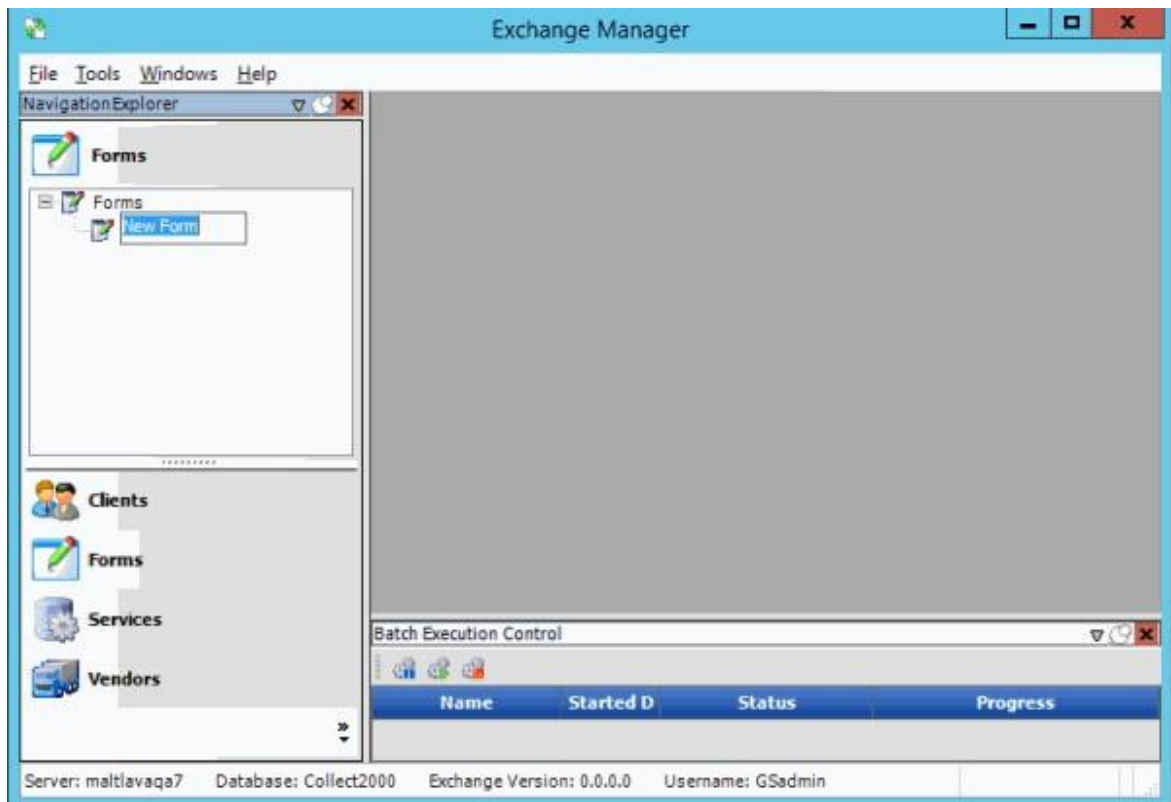 Exchange Manager
File Tools Windows Help
NavigationExplorer
Forms
Forms
New Form
Clients
Forms
Services
Vendors
Batch Execution Control
Name Started D Status Progress
Server: maltlavaqa7 Database: Collect2000 Exchange Version: 0.0.0.0 Username: GSadmin